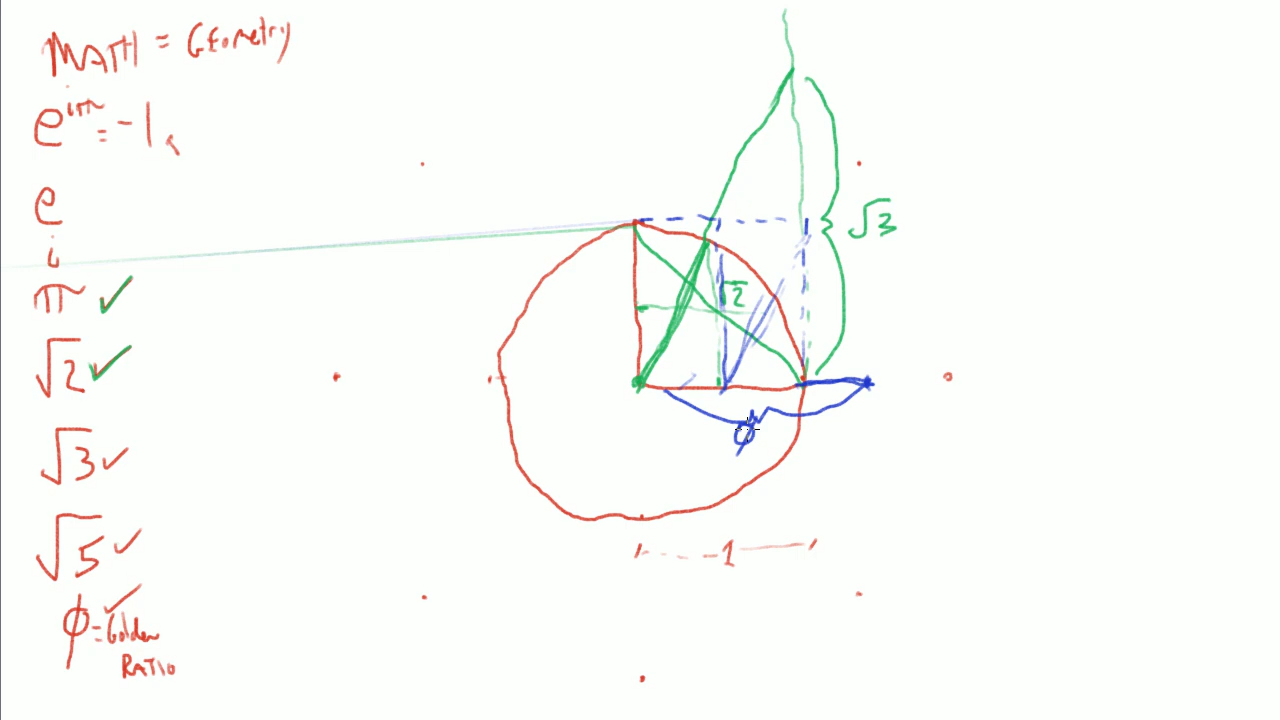 MATH = Geometry
e^iπ = -1
e
i
π ✓
√2 ✓
√3 ✓
√5 ✓
ϕ = Golden
RATIO ✓
√3
√2
ϕ
1